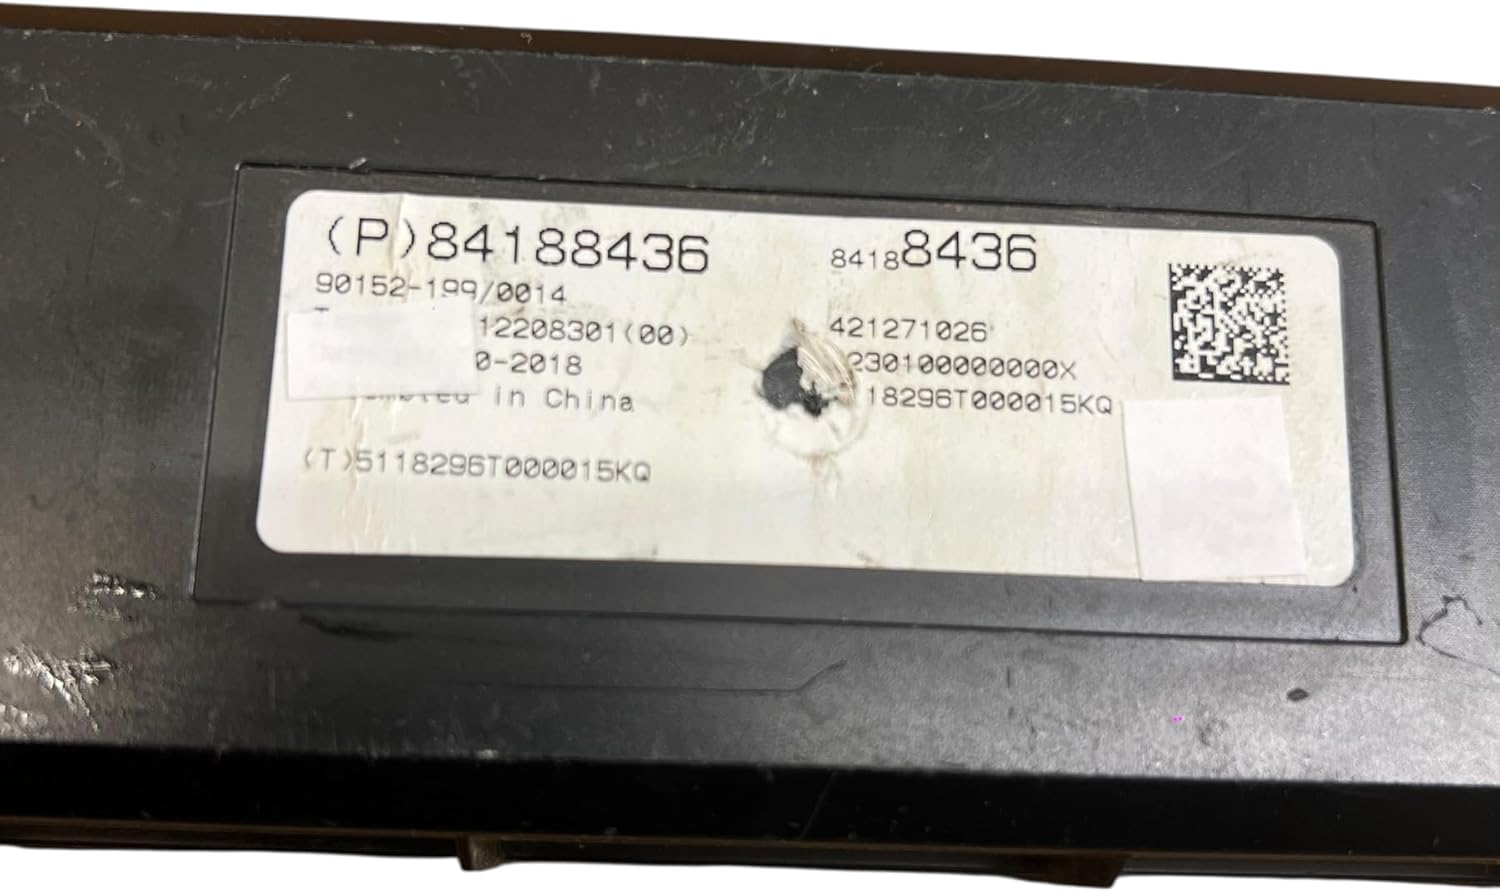 (P)84188436
90152-199/0014
12208301(00)
0-2018
in China
(T)5118296T000015KQ
84188436
421271026
230100000000X
18296T000015KQ